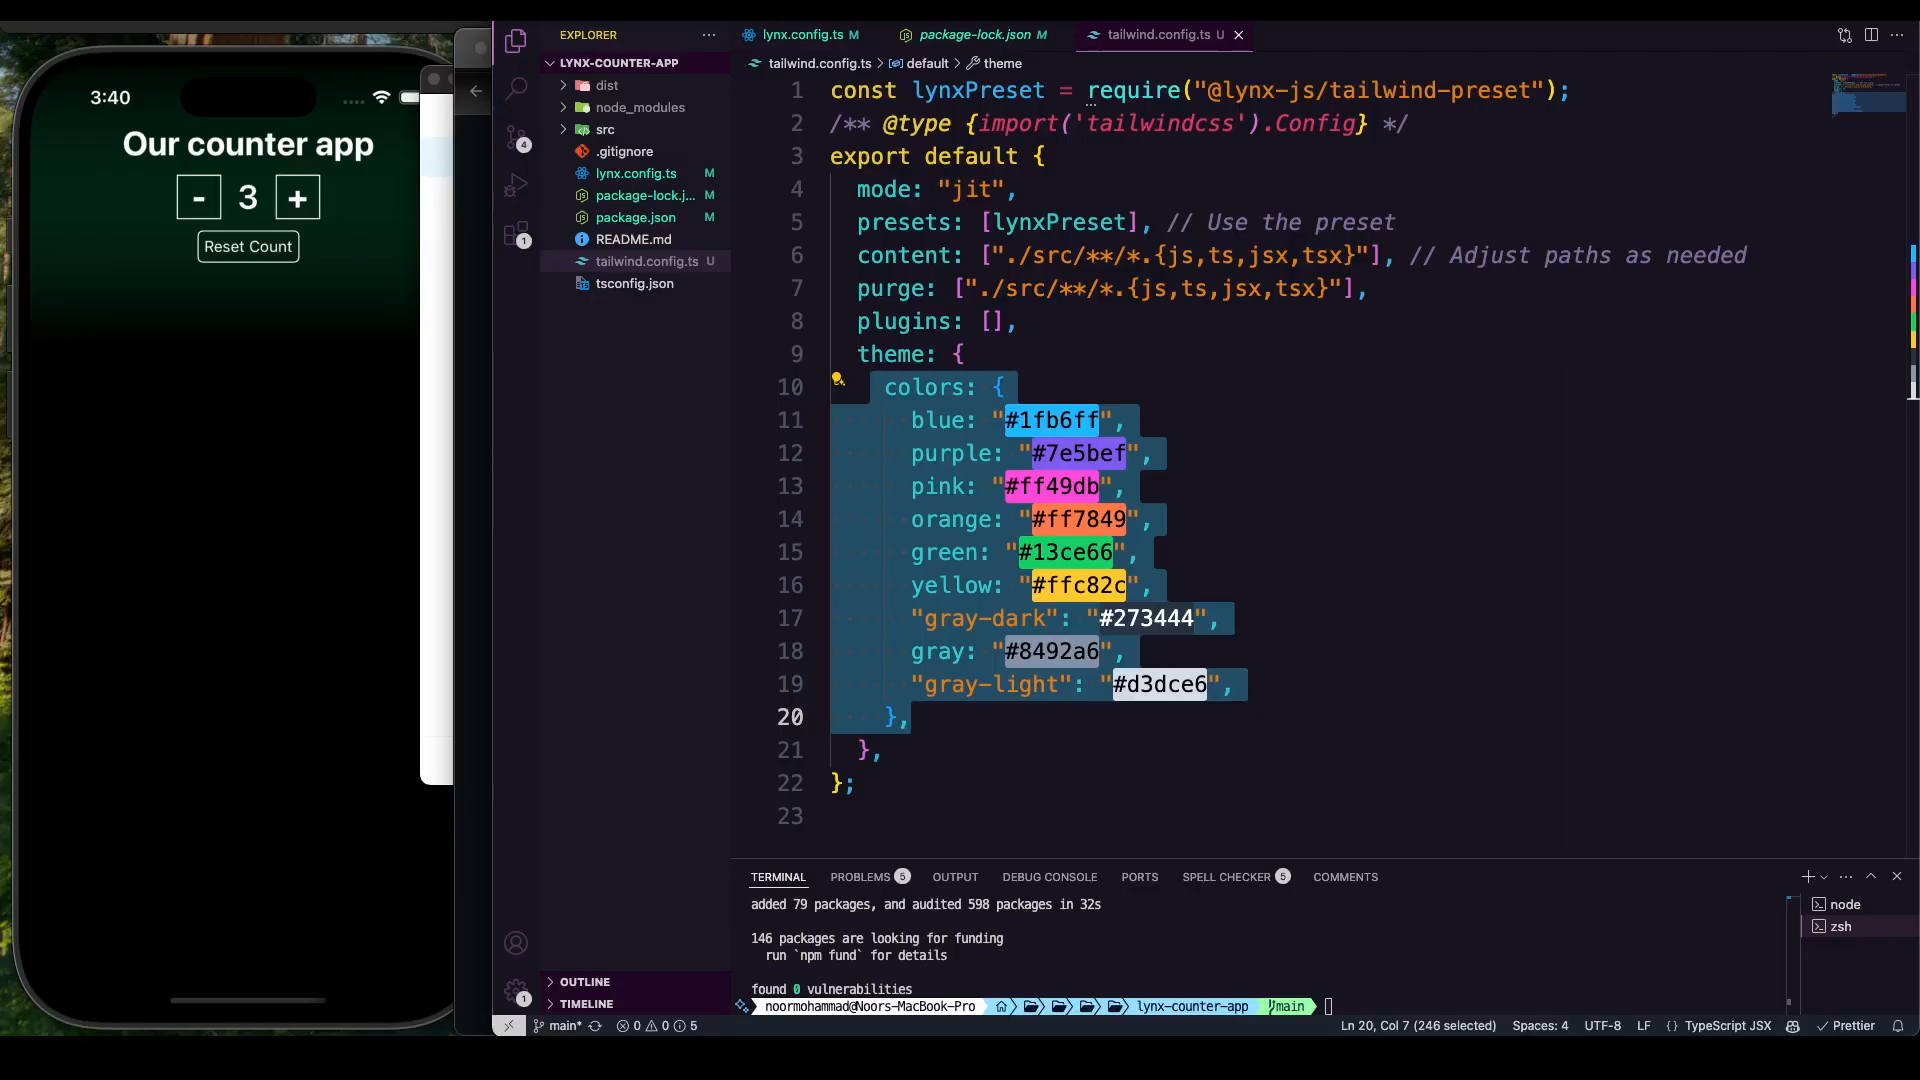 3:40
Our counter app
- 3 +
Reset Count
EXPLORER
LYNX-COUNTER-APP
dist
node_modules
src
.gitignore
lynx.config.ts M
package-lock.j... M
package.json M
README.md
tailwind.config.ts U
tsconfig.json
OUTLINE
TIMELINE
4
1
1
lynx.config.ts M
package-lock.json M
tailwind.config.ts U
tailwind.config.ts > default > theme
1 const lynxPreset = require("@lynx-js/tailwind-preset");
2 /** @type {import('tailwindcss').Config} */
3 export default {
4 mode: "jit",
5 presets: [lynxPreset], // Use the preset
6 content: ["./src/**/*.{js,ts,jsx,tsx}"], // Adjust paths as needed
7 purge: ["./src/**/*.{js,ts,jsx,tsx}"],
8 plugins: [],
9 theme: {
10 colors: {
11 blue: "#1fb6ff",
12 purple: "#7e5bef",
13 pink: "#ff49db",
14 orange: "#ff7849",
15 green: "#13ce66",
16 yellow: "#ffc82c",
17 "gray-dark": "#273444",
18 gray: "#8492a6",
19 "gray-light": "#d3dce6",
20 },
21 },
22 };
23
TERMINAL PROBLEMS 5 OUTPUT DEBUG CONSOLE PORTS SPELL CHECKER 5 COMMENTS
added 79 packages, and audited 598 packages in 32s
146 packages are looking for funding
run `npm fund` for details
found 0 vulnerabilities
noormohammad@Noors-MacBook-Pro lynx-counter-app main
node
zsh
main* 0 0 5
Ln 20, Col 7 (246 selected) Spaces: 4 UTF-8 LF {} TypeScript JSX Prettier